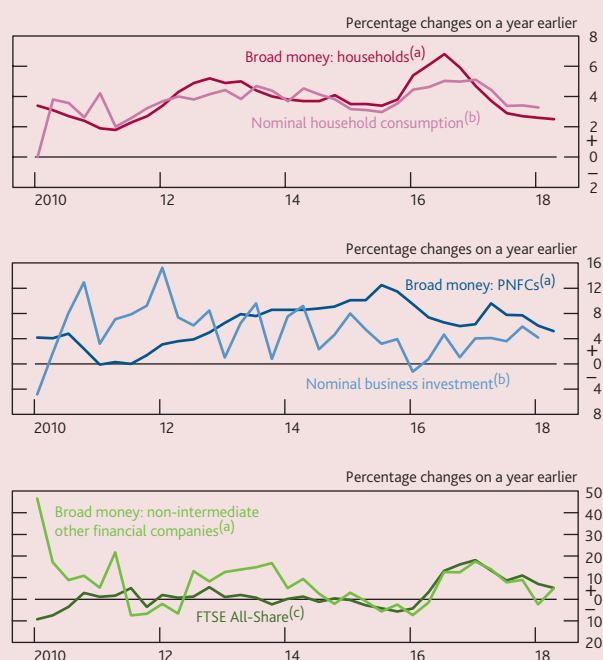 Percentage changes on a year earlier
Broad money: households(a)
Nominal household consumption(b)
8
6
4
2
+
0
–
2
2010 12 14 16 18
Percentage changes on a year earlier
Broad money: PNFCs(a)
Nominal business investment(b)
16
12
8
4
+
0
–
4
8
2010 12 14 16 18
Percentage changes on a year earlier
Broad money: non-intermediate
other financial companies(a)
FTSE All-Share(c)
50
40
30
20
10
+
0
–
10
20
2010 12 14 16 18